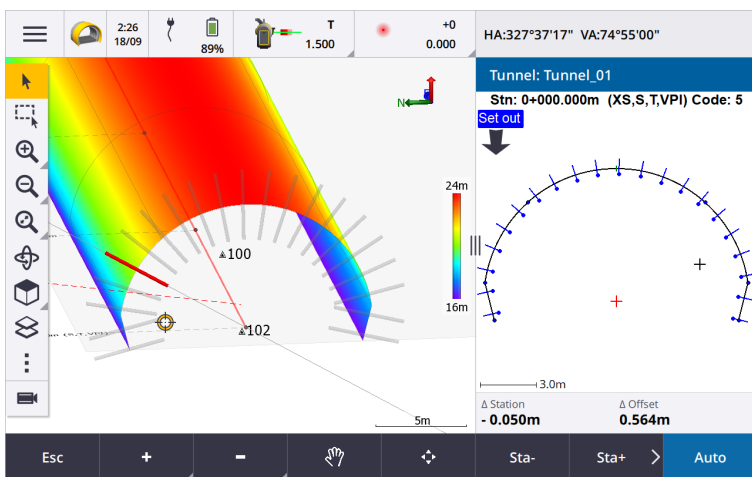 2:26
18/09
89%
T
1.500
+0
0.000
HA:327°37'17" VA:74°55'00"
Tunnel: Tunnel_01
Stn: 0+000.000m (XS,S,T,VPI) Code: 5
Set out
N
24m
16m
100
102
(S,T,VPI)
5m
3.0m
Δ Station
Δ Offset
- 0.050m
0.564m
Esc
+
-
Sta-
Sta+
Auto